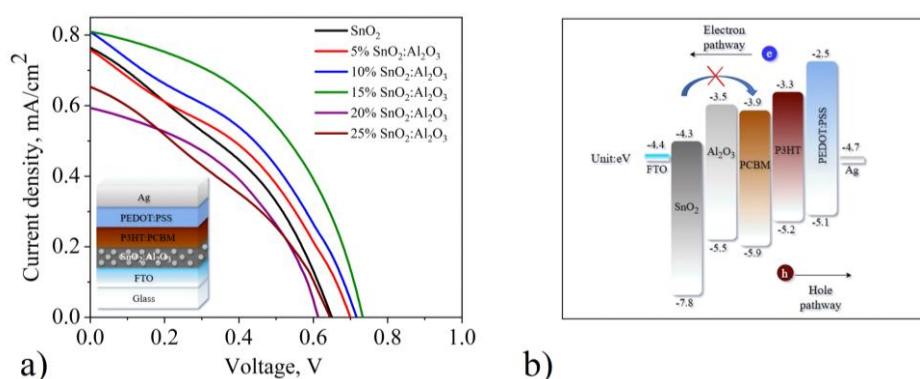 Current density, mA/cm²
0.8
0.6
0.4
0.2
0.0
0.0
0.2
0.4
0.6
0.8
1.0
Voltage, V
SnO₂
5% SnO₂:Al₂O₃
10% SnO₂:Al₂O₃
15% SnO₂:Al₂O₃
20% SnO₂:Al₂O₃
25% SnO₂:Al₂O₃
Ag
PEDOT:PSS
P3HT:PCBM
SnO₂:Al₂O₃
FTO
Glass
a)
Electron
pathway
e
Unit:eV
-4.4
FTO
-4.3
SnO₂
-7.8
-3.5
Al₂O₃
-5.5
-3.9
PCBM
-5.9
-3.3
P3HT
-5.2
-2.5
PEDOT:PSS
-5.1
-4.7
Ag
h
Hole
pathway
b)